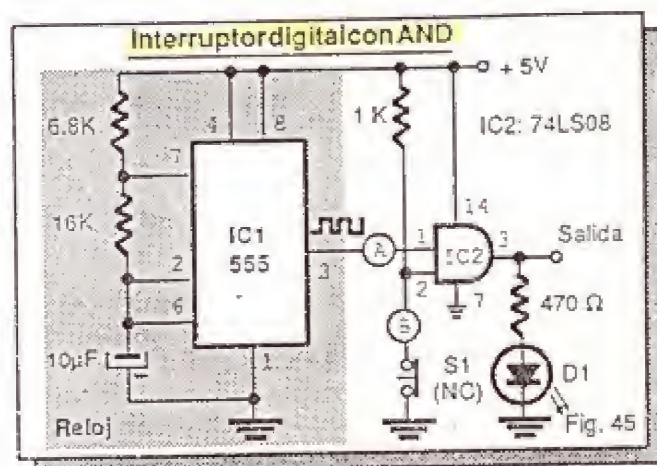 InterruptordigitalconAND
+ 5V
6.8K
4
8
1 K
IC2: 74LS08
7
14
16K
IC1
555
A
1
IC2
3
Salida
3
2
2
7
6
B
470 Ω
10µF
1
S1
(NC)
D1
Reloj
Fig. 45